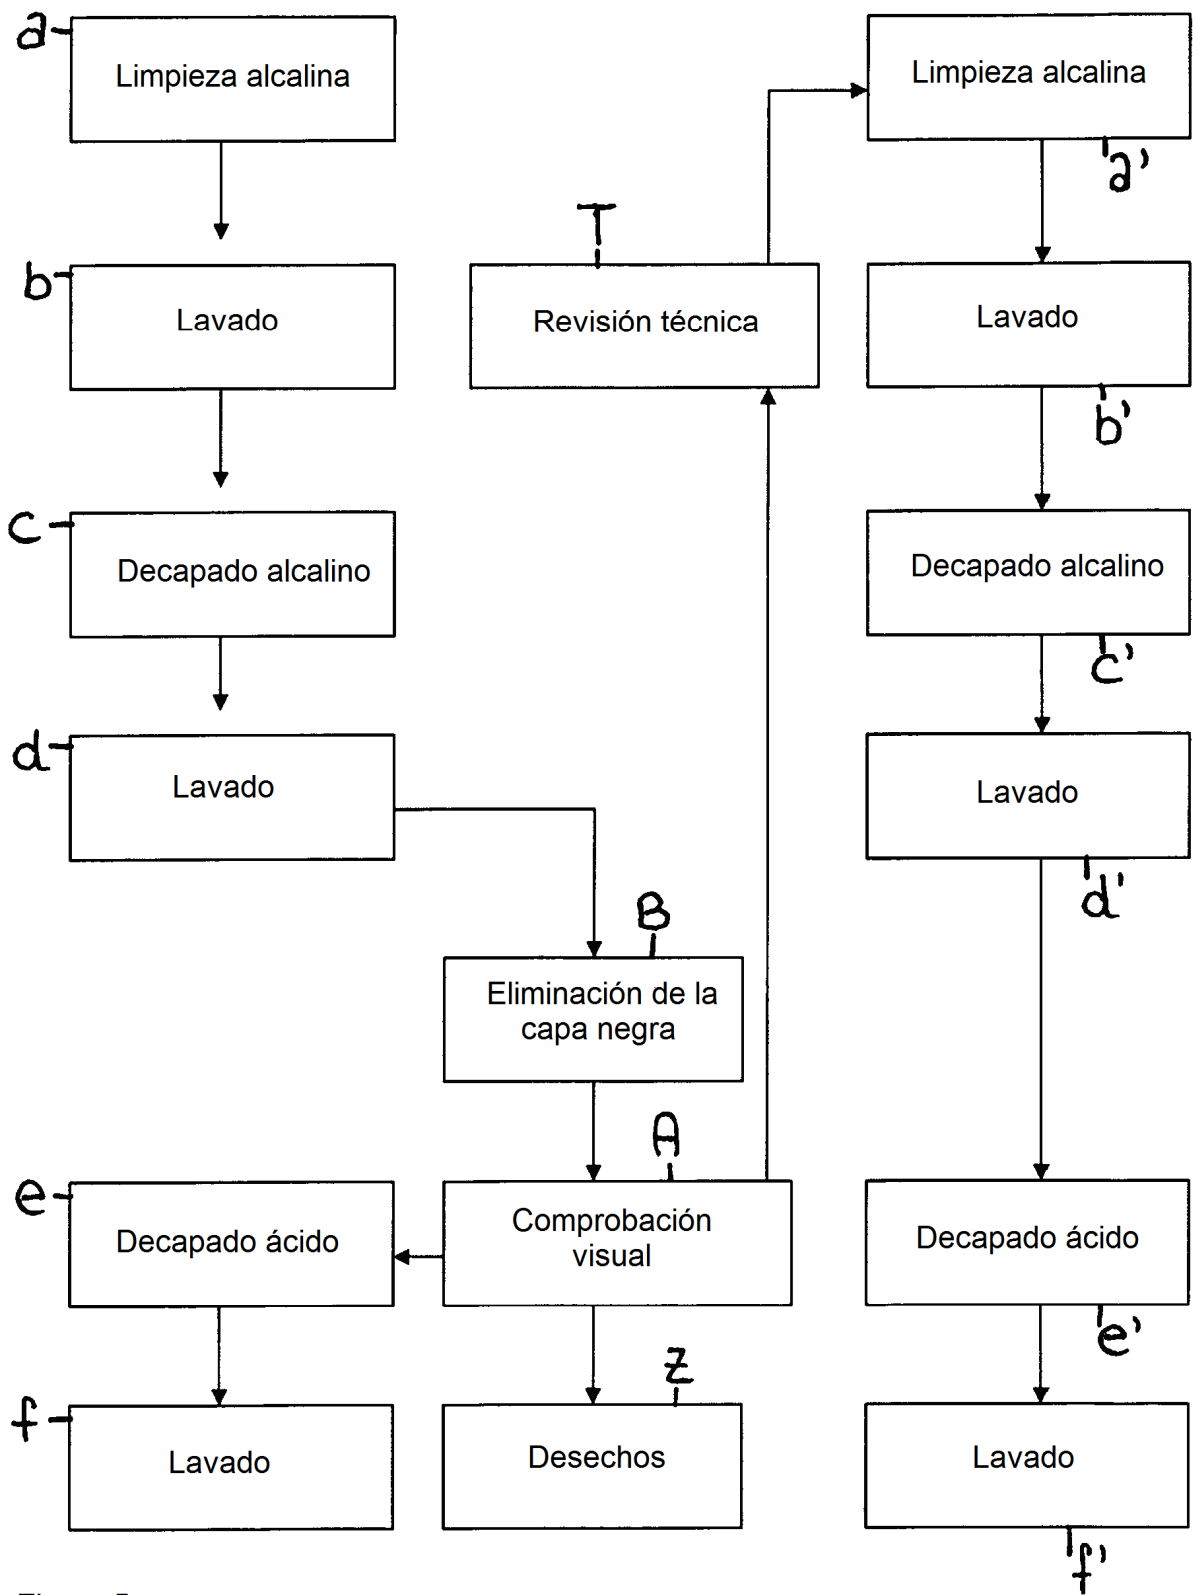 a
Limpieza alcalina
b
Lavado
c
Decapado alcalino
d
Lavado
B
Eliminación de la
capa negra
A
Comprobación
visual
e
Decapado ácido
f
Lavado
z
Desechos
T
Revisión técnica
Limpieza alcalina
a'
Lavado
b'
Decapado alcalino
c'
Lavado
d'
Decapado ácido
e'
Lavado
f'